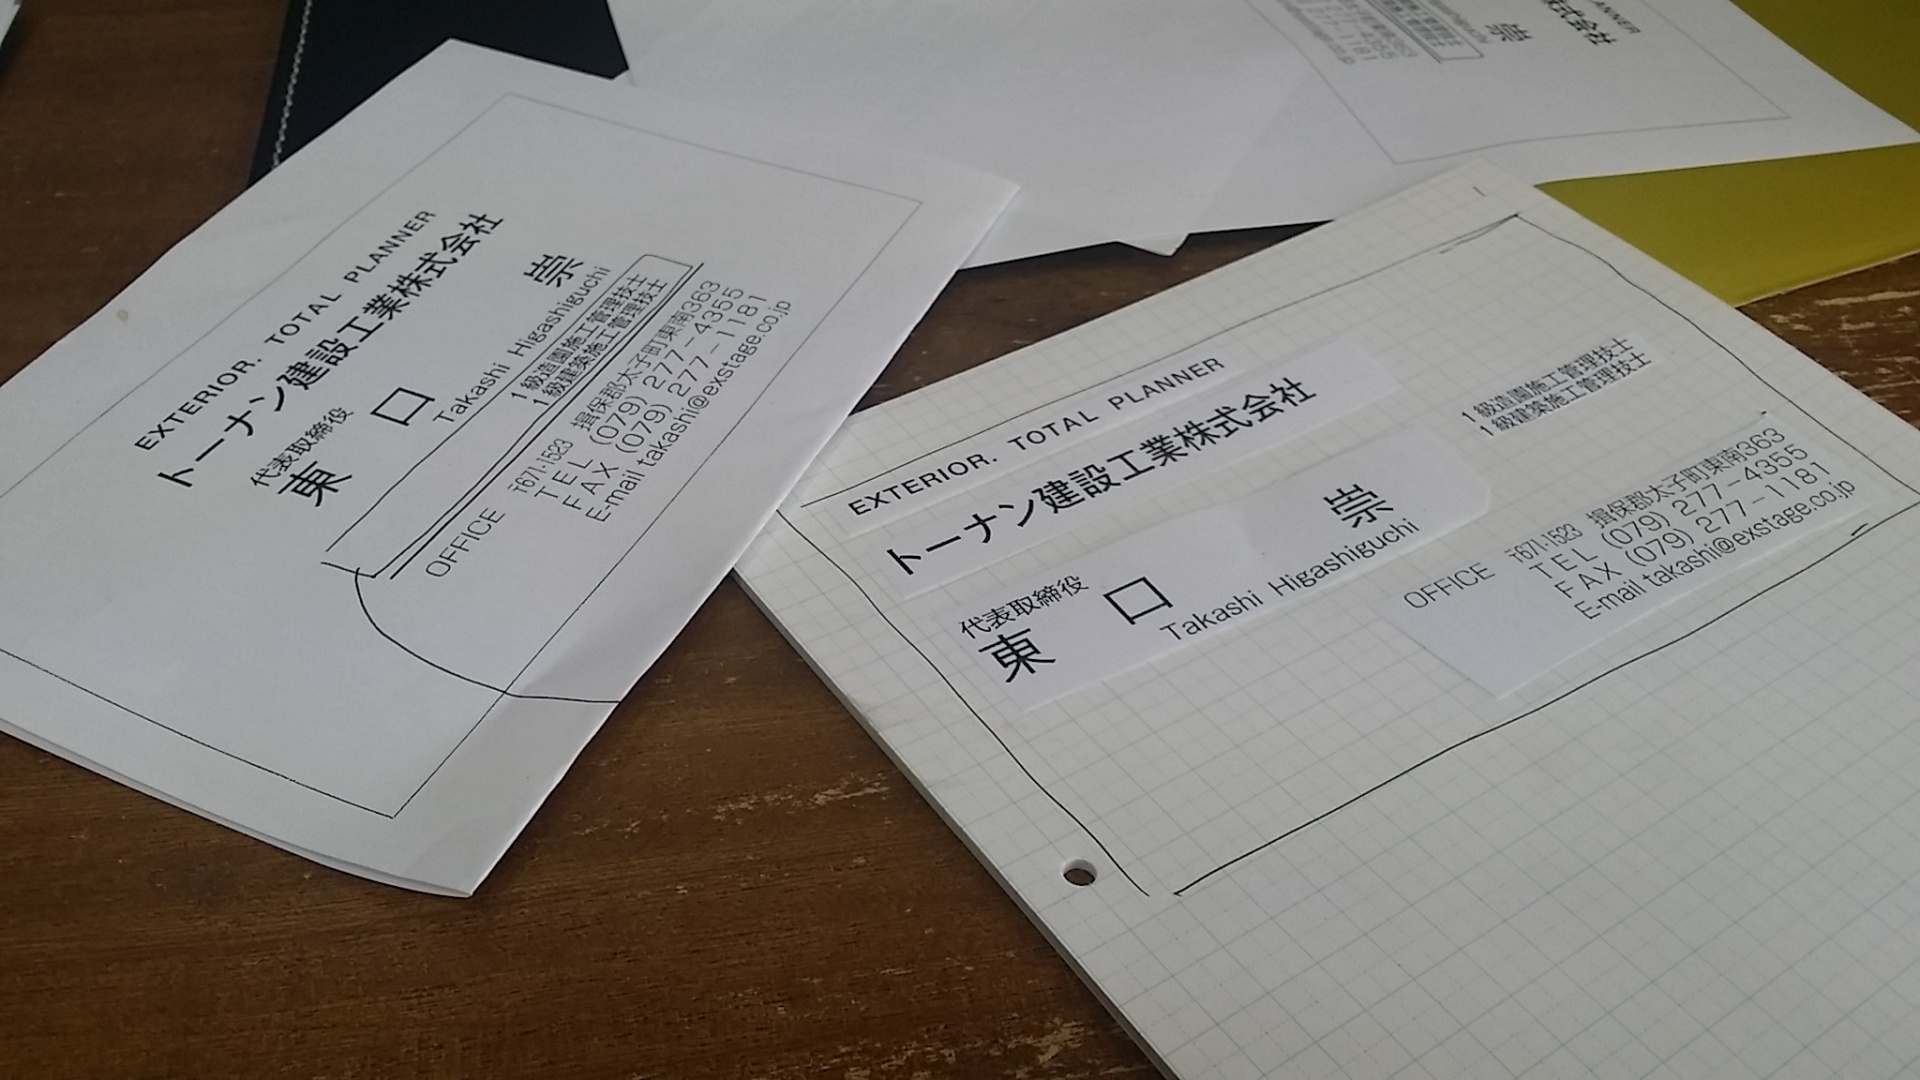 EXTERIOR. TOTAL PLANNER
トーナン建設工業株式会社
代表取締役
東 口 崇
Takashi Higashiguchi
1級造園施工管理技士
1級建築施工管理技士
OFFICE 〒671-1523 揖保郡太子町東南363
TEL (079) 277-4355
FAX (079) 277-1181
E-mail takashi@exstage.co.jp
EXTERIOR. TOTAL PLANNER
トーナン建設工業株式会社
代表取締役
東 口 崇
Takashi Higashiguchi
1級造園施工管理技士
1級建築施工管理技士
OFFICE 〒671-1523 揖保郡太子町東南363
TEL (079) 277-4355
FAX (079) 277-1181
E-mail takashi@exstage.co.jp
ANNER
式会社
崇